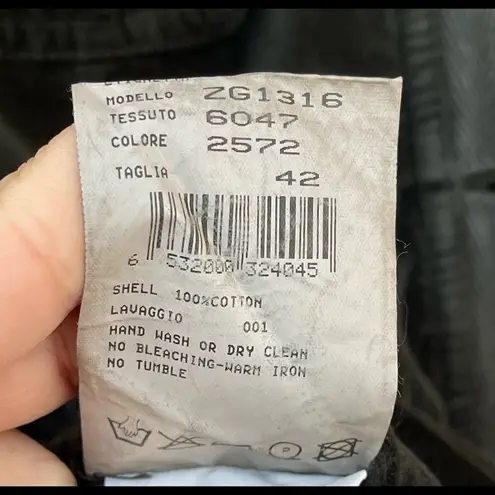 MODELLO ZG1316
TESSUTO 6047
COLORE 2572
TAGLIA 42
6 532000 324045
SHELL 100%COTTON
LAVAGGIO 001
HAND WASH OR DRY CLEAN
NO BLEACHING-WARM IRON
NO TUMBLE
P